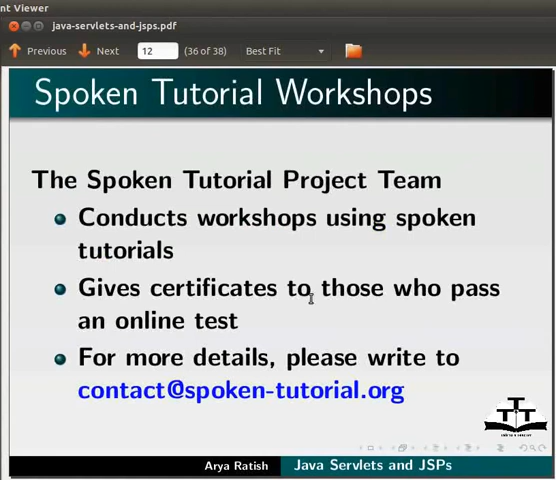 nt Viewer
java-servlets-and-jsps.pdf
Previous Next 12 (36 of 38) Best Fit
Spoken Tutorial Workshops
The Spoken Tutorial Project Team
Conducts workshops using spoken
tutorials
Gives certificates to those who pass
an online test
For more details, please write to
contact@spoken-tutorial.org
Arya Ratish Java Servlets and JSPs